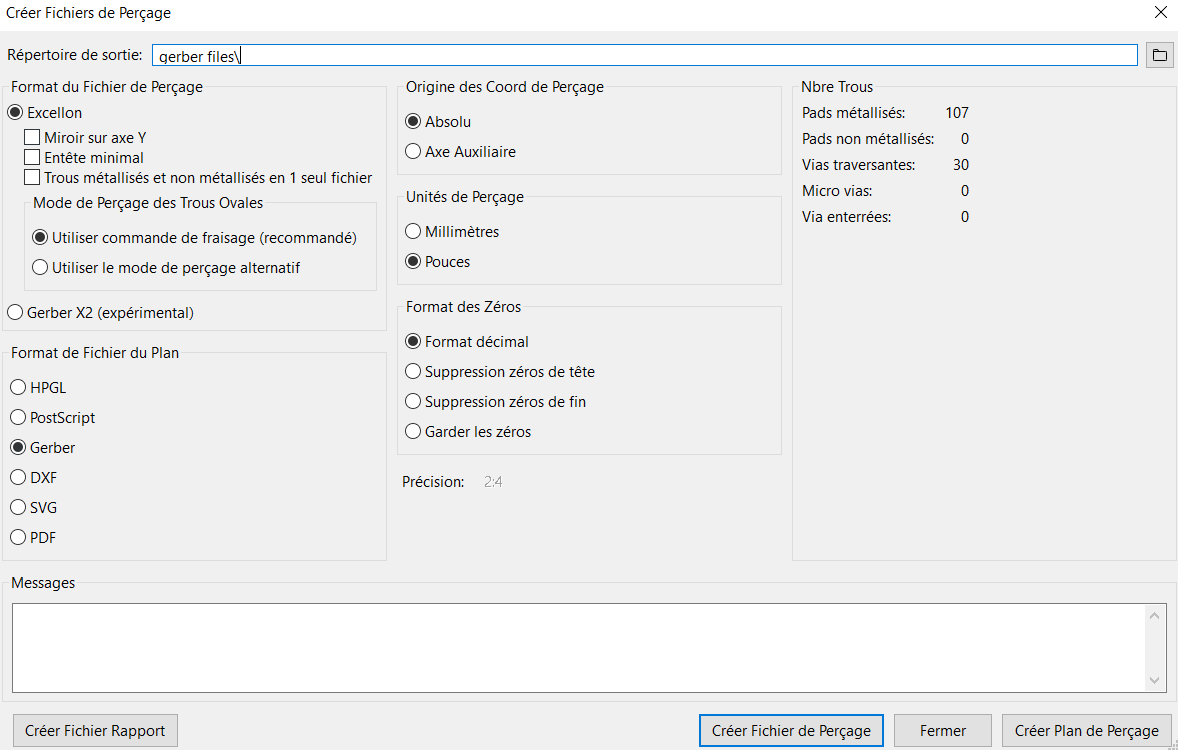 Créer Fichiers de Perçage
Répertoire de sortie: gerber files\
Format du Fichier de Perçage
Excellon
Miroir sur axe Y
Entête minimal
Trous métallisés et non métallisés en 1 seul fichier
Mode de Perçage des Trous Ovales
Utiliser commande de fraisage (recommandé)
Utiliser le mode de perçage alternatif
Gerber X2 (expérimental)
Format de Fichier du Plan
HPGL
PostScript
Gerber
DXF
SVG
PDF
Origine des Coord de Perçage
Absolu
Axe Auxiliaire
Unités de Perçage
Millimètres
Pouces
Format des Zéros
Format décimal
Suppression zéros de tête
Suppression zéros de fin
Garder les zéros
Précision: 2:4
Nbre Trous
Pads métallisés: 107
Pads non métallisés: 0
Vias traversantes: 30
Micro vias: 0
Via enterrées: 0
Messages
Créer Fichier Rapport
Créer Fichier de Perçage
Fermer
Créer Plan de Perçage